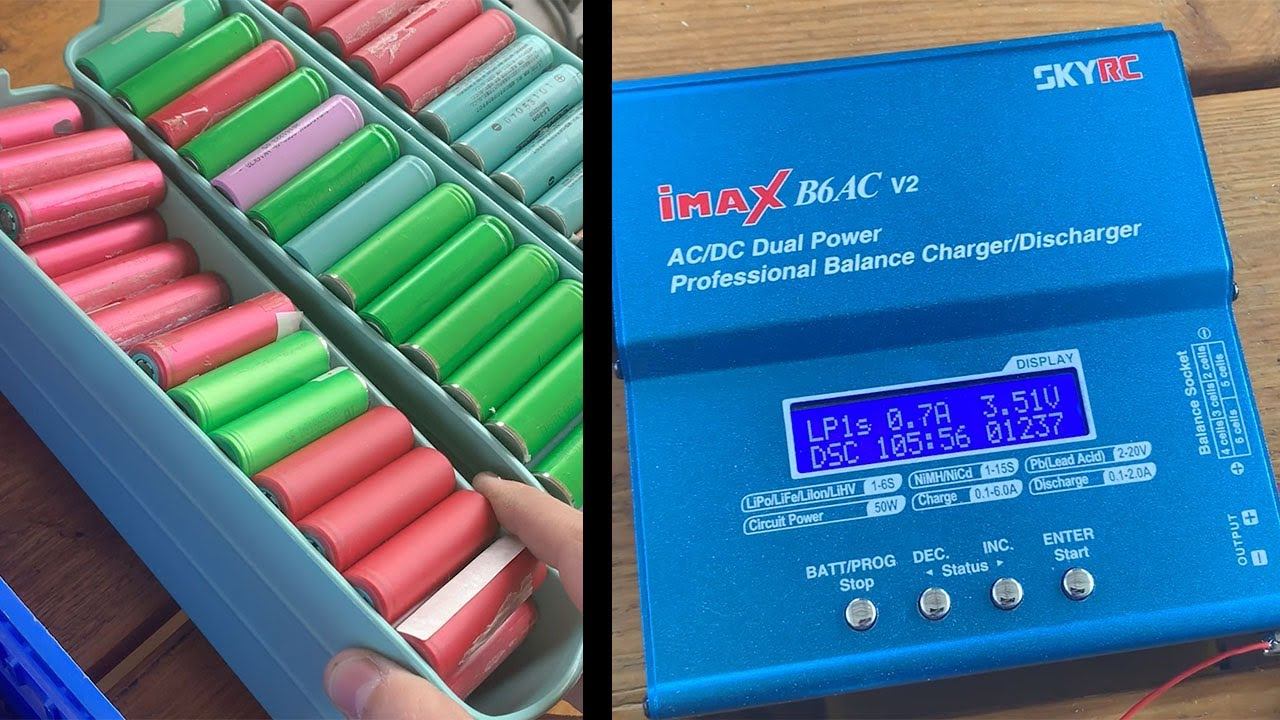 Li-ion
04053101
SKYRC
iMAX B6AC V2
AC/DC Dual Power
Professional Balance Charger/Discharger
DISPLAY
LP1s 0.7A 3.51V
DSC 105:56 01237
LiPo/LiFe/LiIon/LiHV 1-6S NiMH/NiCd 1-15S Pb(Lead Acid) 2-20V
Circuit Power 50W Charge 0.1-6.0A Discharge 0.1-2.0A
BATT/PROG DEC. INC. ENTER
Stop ◄ Status ► Start
Balance Socket
2 cells
3 cells
4 cells
5 cells
6 cells
OUTPUT